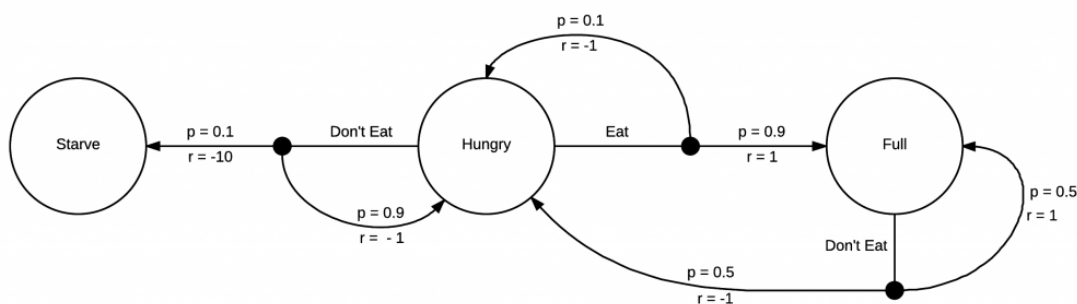 p = 0.1
r = -1
Starve
p = 0.1
r = -10
Don't Eat
Hungry
Eat
p = 0.9
r = 1
Full
p = 0.9
r = - 1
p = 0.5
r = 1
Don't Eat
p = 0.5
r = -1